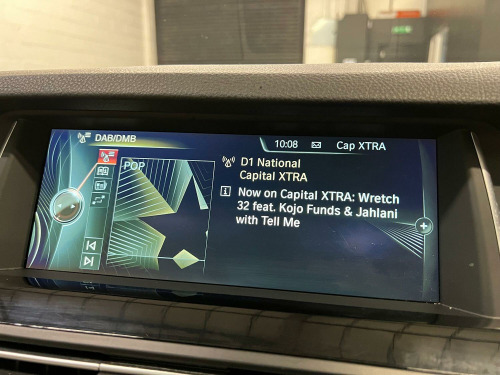 DAB/DMB
10:08
Cap XTRA
POP
D1 National
Capital XTRA
Now on Capital XTRA: Wretch
32 feat. Kojo Funds & Jahlani
with Tell Me